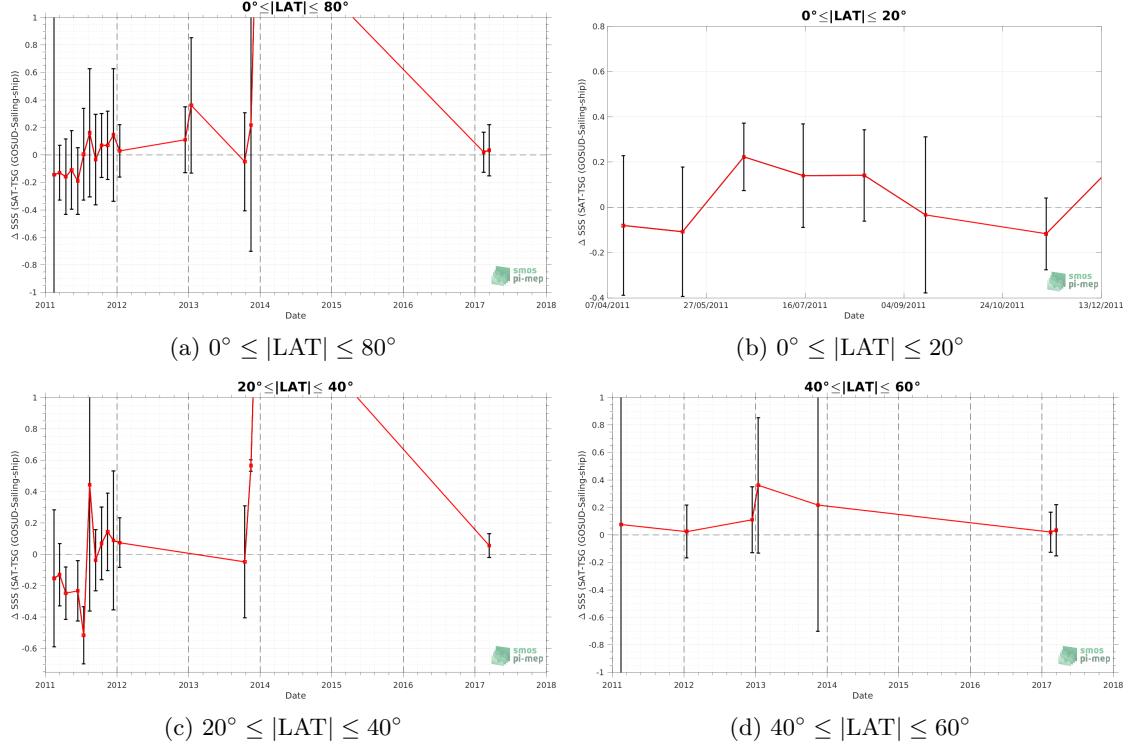 0°≤|LAT|≤ 80°
Δ SSS (SAT-TSG (GOSUD-Sailing-ship))
1
0.8
0.6
0.4
0.2
0
-0.2
-0.4
-0.6
-0.8
-1
2011 2012 2013 2014 2015 2016 2017 2018
Date
smos
pi-mep
(a) 0° ≤ |LAT| ≤ 80°
0°≤|LAT|≤ 20°
Δ SSS (SAT-TSG (GOSUD-Sailing-ship))
0.8
0.6
0.4
0.2
0
-0.2
-0.4
07/04/2011 27/05/2011 16/07/2011 04/09/2011 24/10/2011 13/12/2011
Date
smos
pi-mep
(b) 0° ≤ |LAT| ≤ 20°
20°≤|LAT|≤ 40°
Δ SSS (SAT-TSG (GOSUD-Sailing-ship))
1
0.8
0.6
0.4
0.2
0
-0.2
-0.4
-0.6
2011 2012 2013 2014 2015 2016 2017 2018
Date
smos
pi-mep
(c) 20° ≤ |LAT| ≤ 40°
40°≤|LAT|≤ 60°
Δ SSS (SAT-TSG (GOSUD-Sailing-ship))
1
0.8
0.6
0.4
0.2
0
-0.2
-0.4
-0.6
-0.8
-1
2011 2012 2013 2014 2015 2016 2017 2018
Date
smos
pi-mep
(d) 40° ≤ |LAT| ≤ 60°